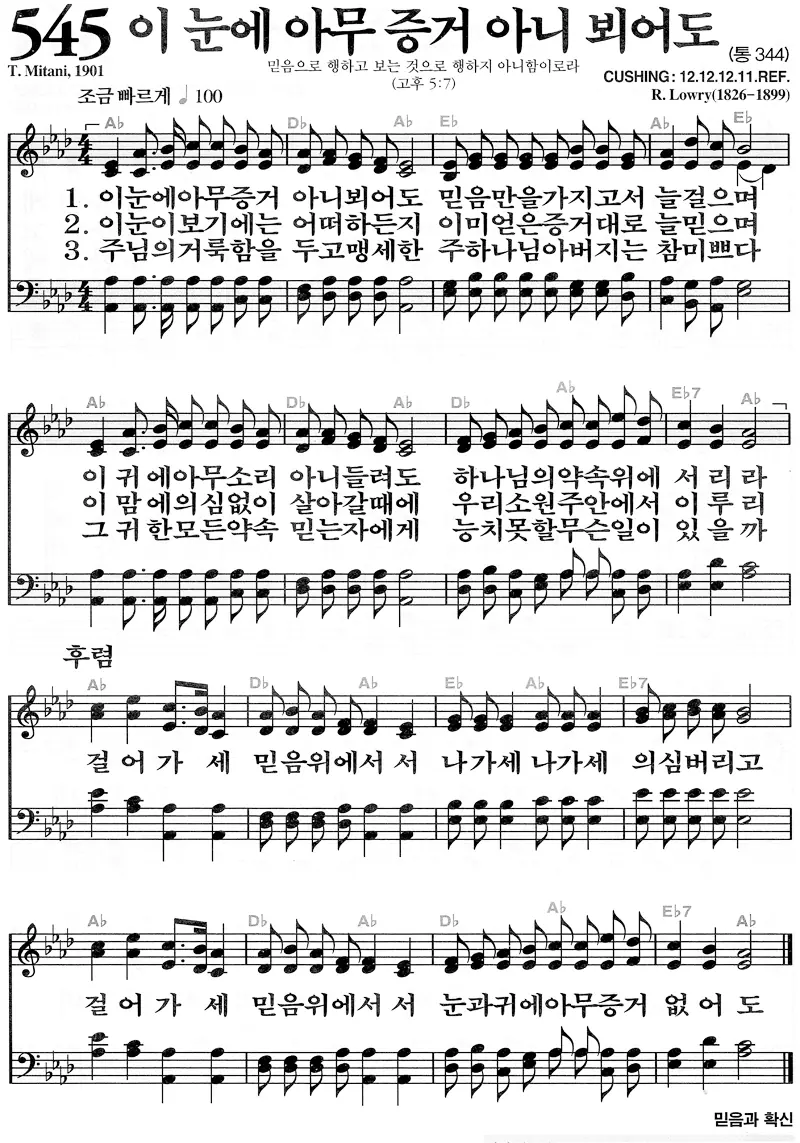 545 이 눈에 아무 증거 아니 뵈어도 (통 344)
T. Mitani, 1901
믿음으로 행하고 보는 것으로 행하지 아니함이로라
(고후 5:7)
CUSHING : 12.12.12.11.REF.
R. Lowry(1826-1899)
조금 빠르게 ♩100
A♭ D♭ A♭ E♭ A♭ E♭
1. 이눈에아무증거 아니뵈어도 믿음만을가지고서 늘걸으며
2. 이눈이보기에는 어떠하든지 이미얻은증거대로 늘믿으며
3. 주님의거룩함을 두고맹세한 주하나님아버지는 참미쁘다
A♭ D♭ A♭ D♭ A♭ E♭7 A♭
이 귀에아무소리 아니들려도 하나님의약속위에 서리라
이 맘에의심없이 살아갈때에 우리소원주안에서 이루리
그 귀한모든약속 믿는자에게 능치못할무슨일이 있을까
후렴
A♭ D♭ A♭ E♭ A♭ E♭7
걸어가세 믿음위에서서 나가세나가세 의심버리고
A♭ D♭ A♭ D♭ A♭ E♭7 A♭
걸어가세 믿음위에서서 눈과귀에아무증거 없어도
믿음과 확신